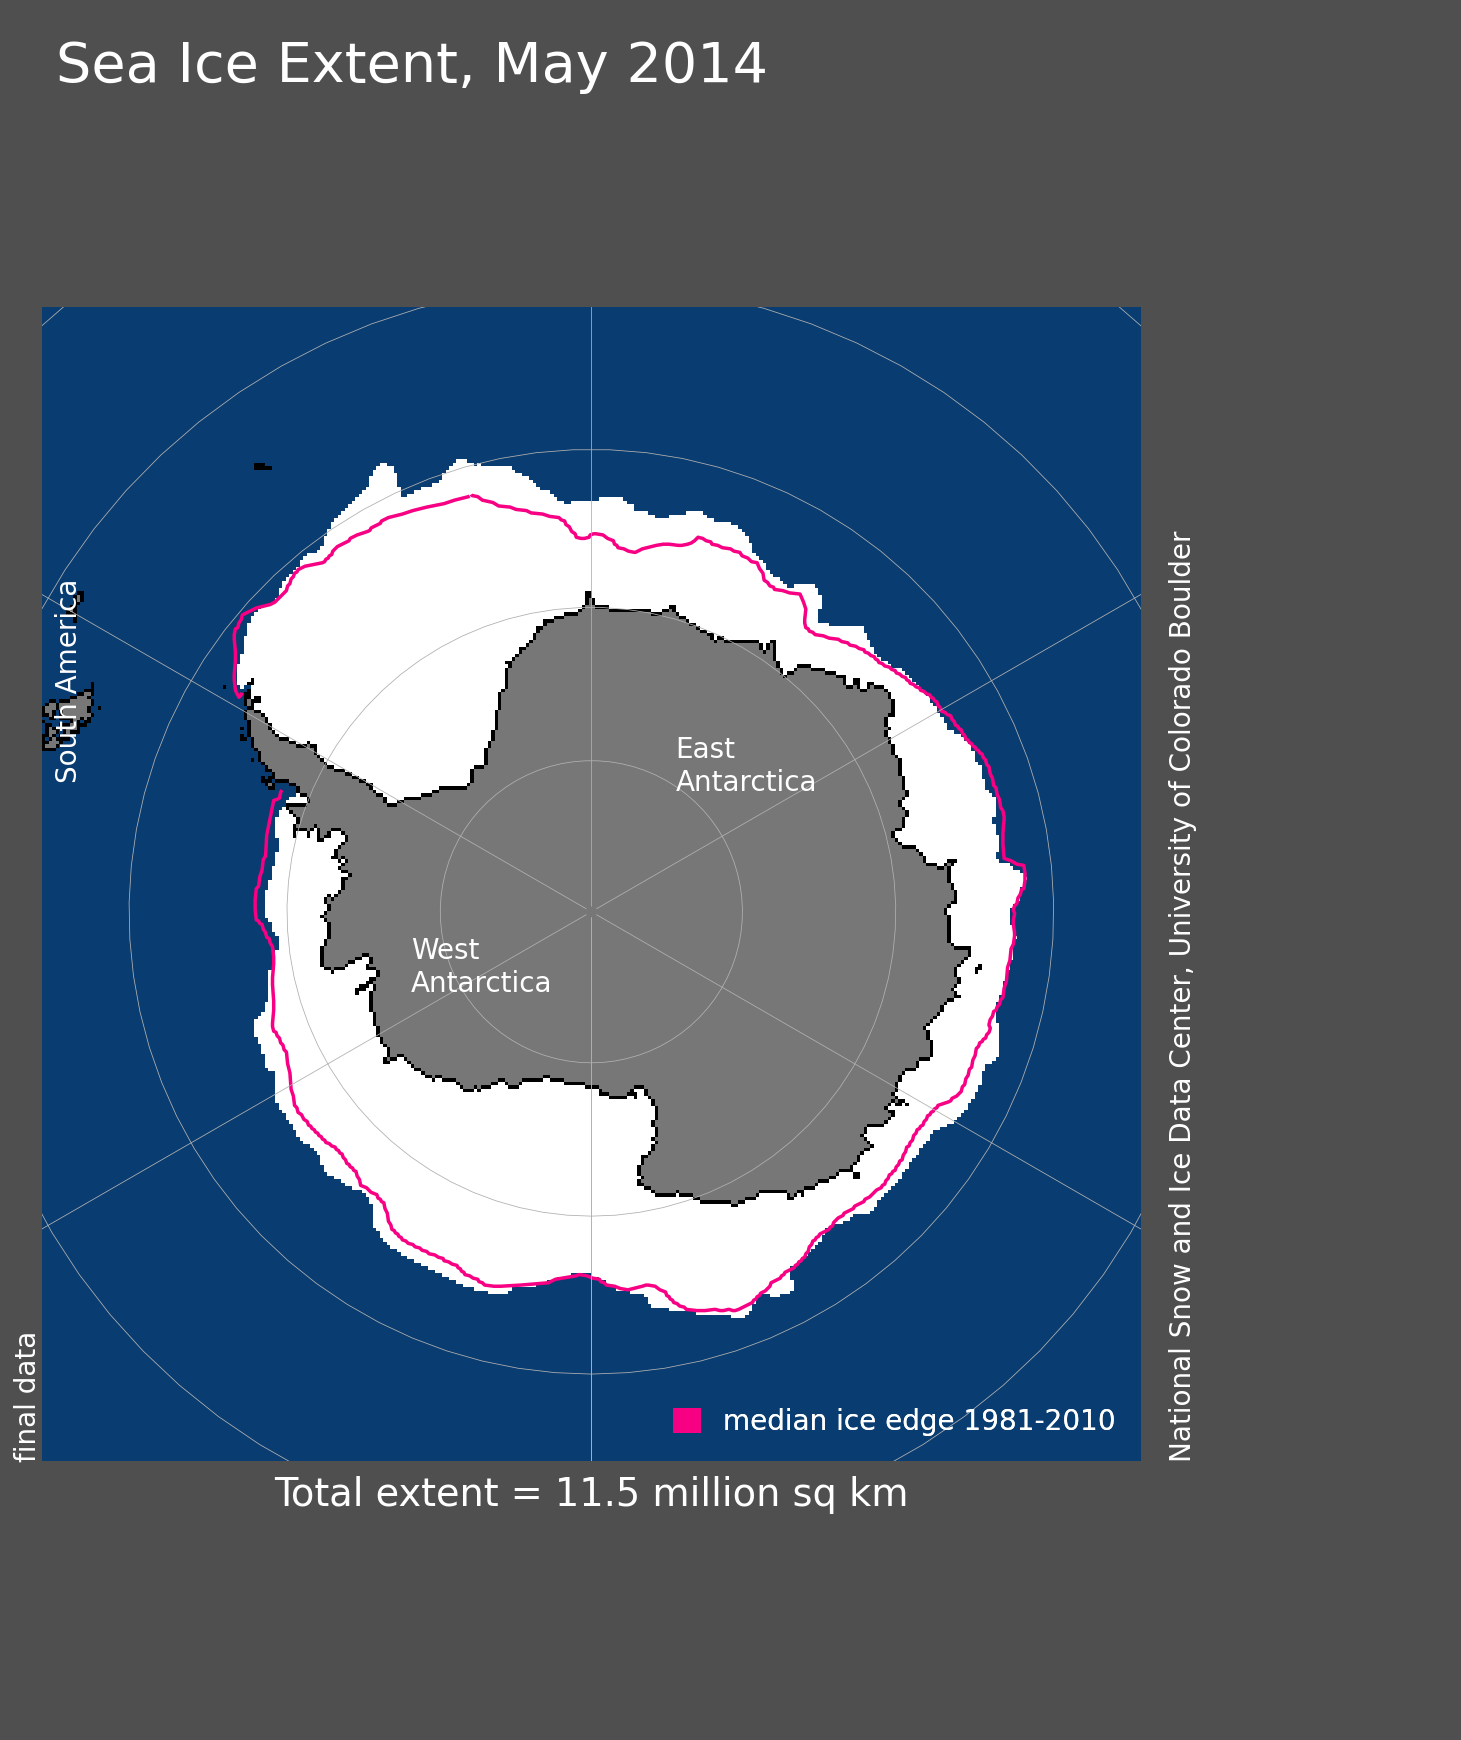 Sea Ice Extent, May 2014
South America
East
Antarctica
West
Antarctica
median ice edge 1981-2010
final data
National Snow and Ice Data Center, University of Colorado Boulder
Total extent = 11.5 million sq km